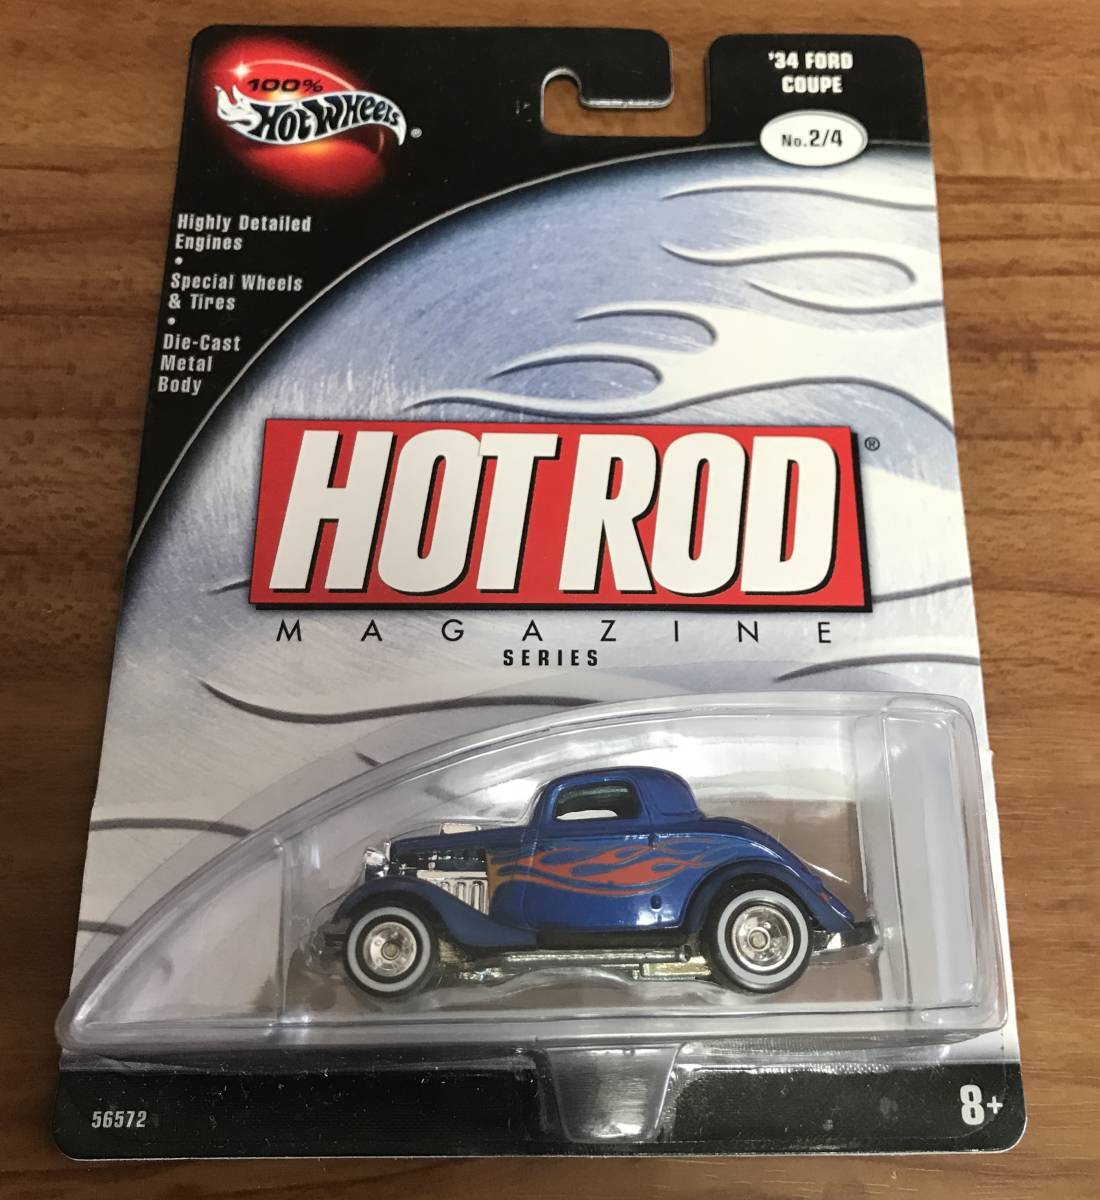 100%
Hot Wheels®
'34 FORD
COUPE
No.2/4
Highly Detailed
Engines
•
Special Wheels
& Tires
•
Die-Cast
Metal
Body
HOT ROD®
MAGAZINE
SERIES
56572
8+